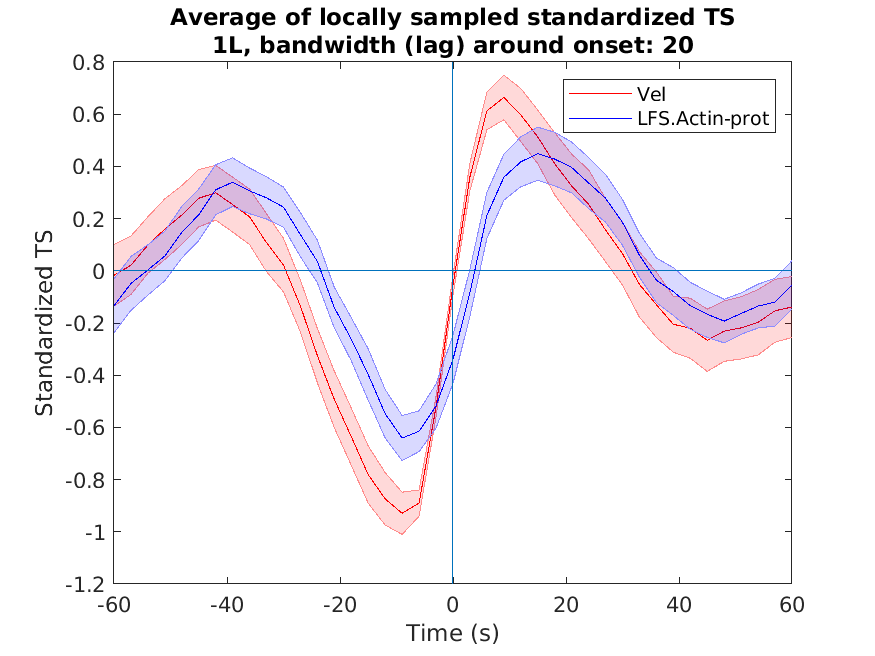 Average of locally sampled standardized TS
1L, bandwidth (lag) around onset: 20
Vel
LFS.Actin-prot
Standardized TS
0.8
0.6
0.4
0.2
0
-0.2
-0.4
-0.6
-0.8
-1
-1.2
-60 -40 -20 0 20 40 60
Time (s)